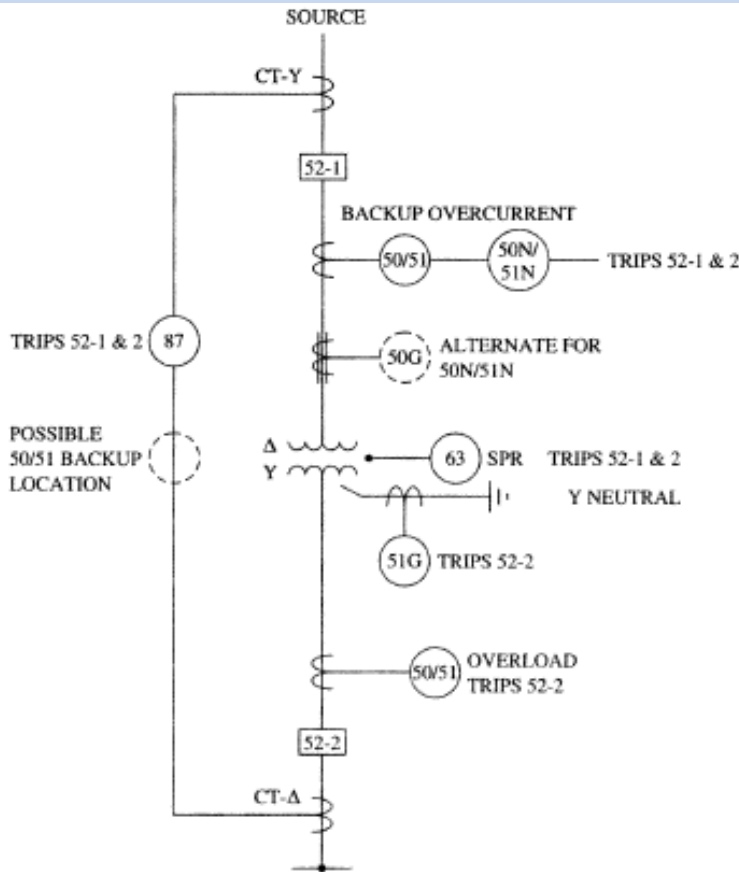 SOURCE
CT-Y
52-1
BACKUP OVERCURRENT
50/51
50N/
51N
TRIPS 52-1 & 2
TRIPS 52-1 & 2
87
50G
ALTERNATE FOR
50N/51N
POSSIBLE
50/51 BACKUP
LOCATION
Δ
Y
63
SPR
TRIPS 52-1 & 2
Y NEUTRAL
51G
TRIPS 52-2
50/51
OVERLOAD
TRIPS 52-2
52-2
CT-Δ